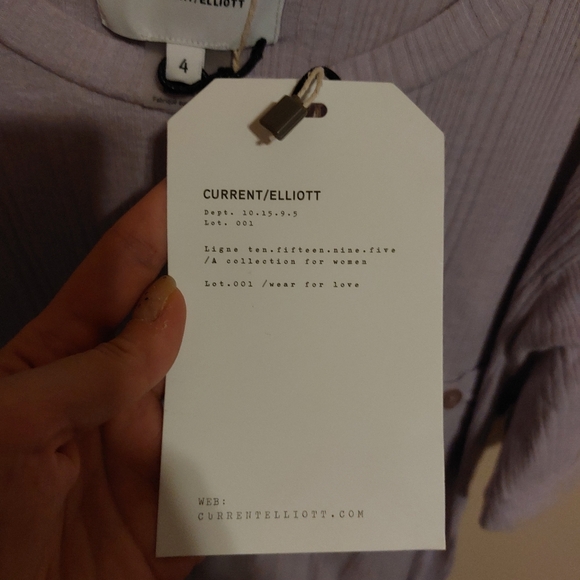 /ELLIOTT
4
CURRENT/ELLIOTT
Dept. 10.15.9.5
Lot. 001
Ligne ten.fifteen.nine.five
/A collection for women
Lot.001 /wear for love
WEB:
CURRENTELLIOTT.COM